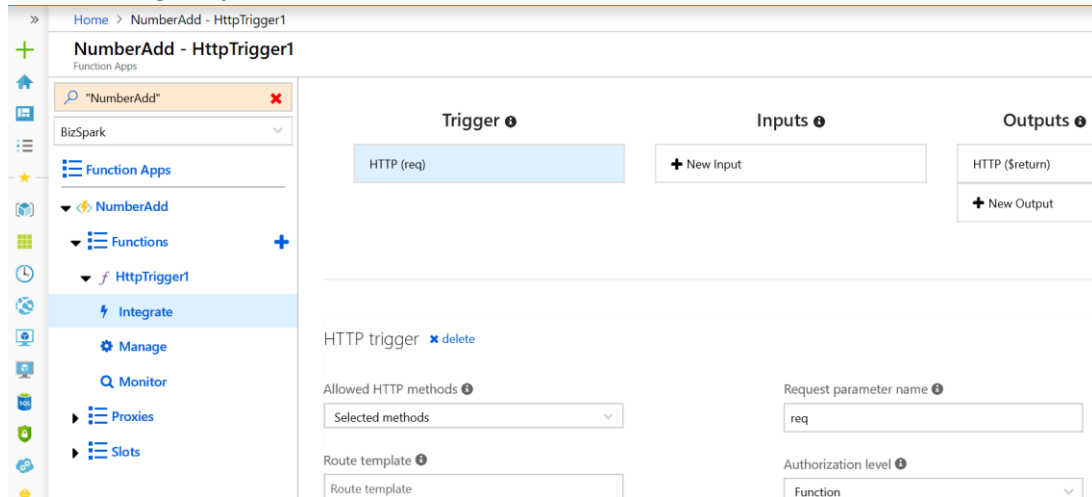 Home > NumberAdd - HttpTrigger1
NumberAdd - HttpTrigger1
Function Apps
"NumberAdd"
BizSpark
Function Apps
NumberAdd
Functions
HttpTrigger1
Integrate
Manage
Monitor
Proxies
Slots
Trigger
Inputs
Outputs
HTTP (req)
New Input
HTTP ($return)
New Output
HTTP trigger delete
Allowed HTTP methods
Request parameter name
Selected methods
req
Route template
Authorization level
Route template
Function